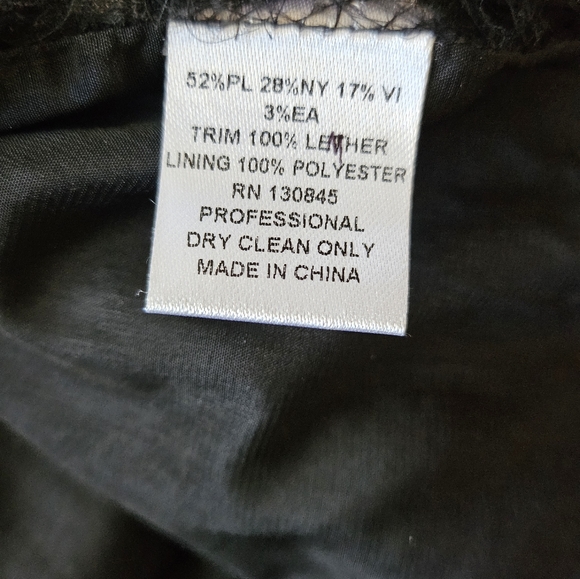 52%PL 28%NY 17% VI
3%EA
TRIM 100% LETHER
LINING 100% POLYESTER
RN 130845
PROFESSIONAL
DRY CLEAN ONLY
MADE IN CHINA